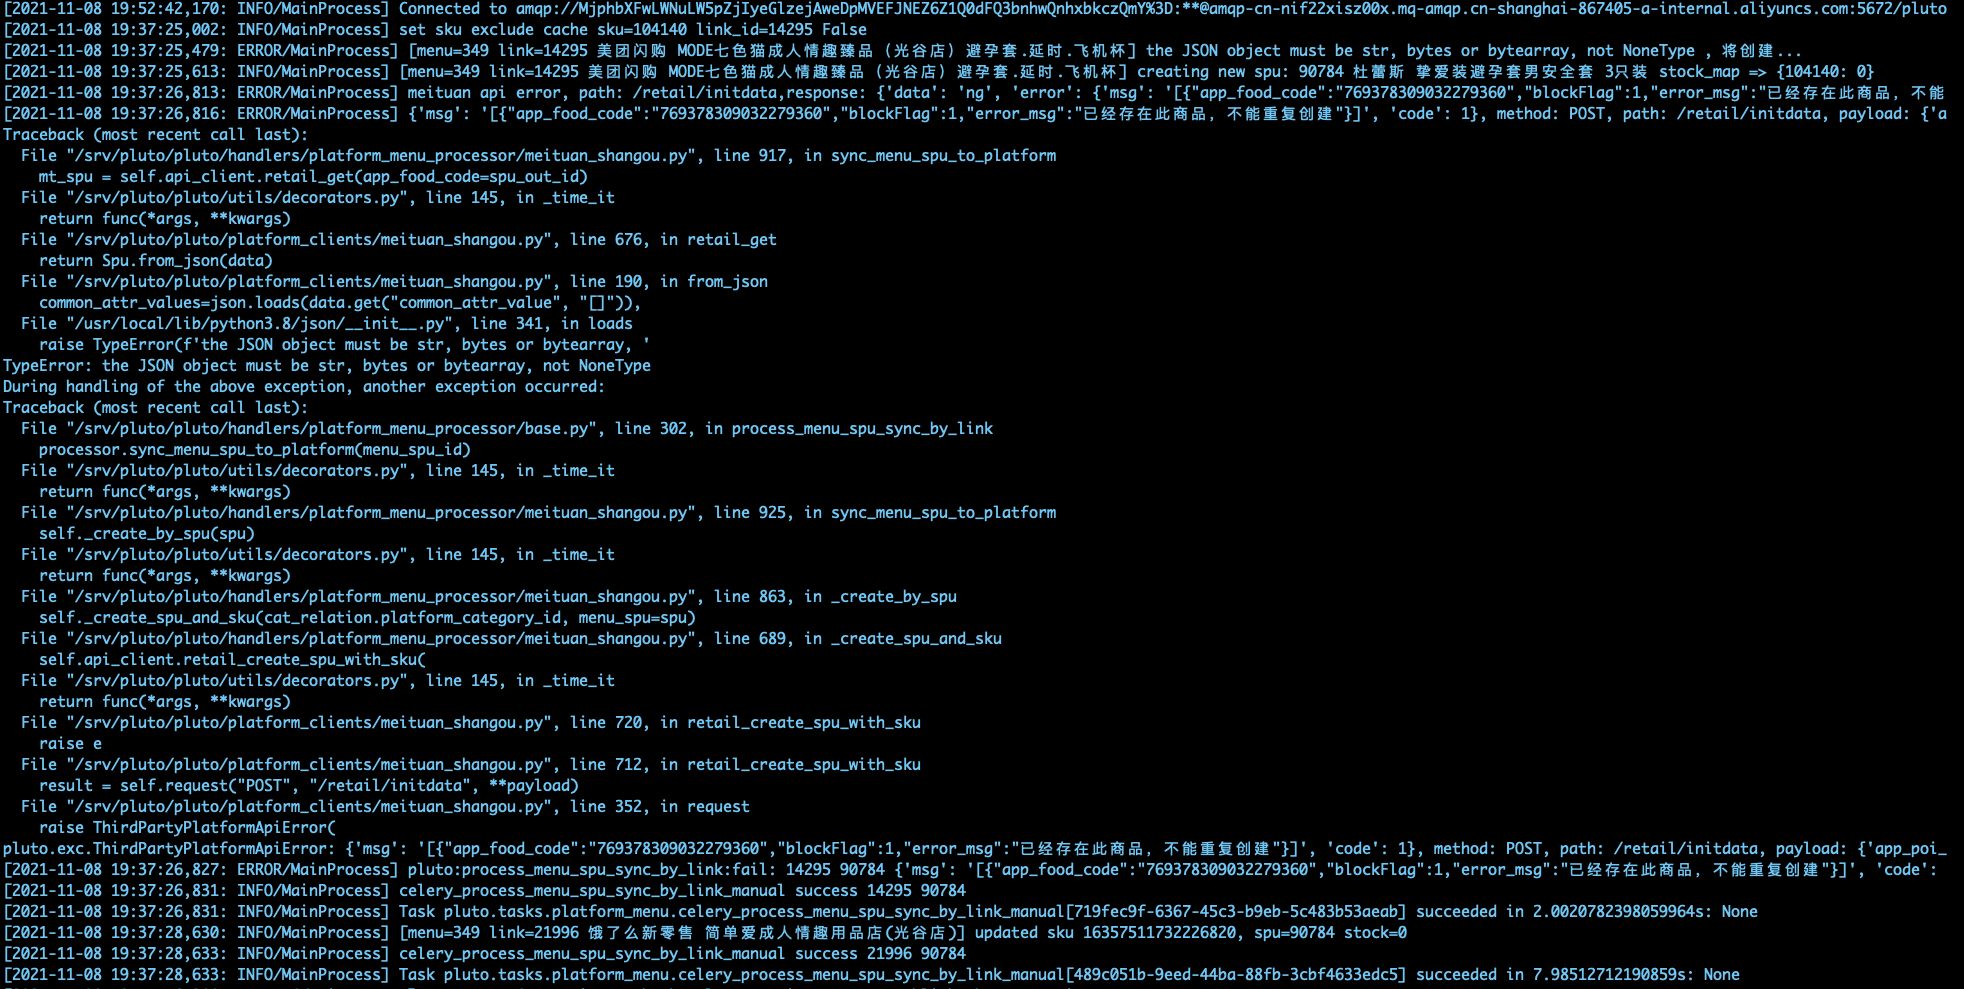 [2021-11-08 19:52:42,170: INFO/MainProcess] Connected to amqp://MjphbXFwLWNuLW5pZjIyeGlzejAweDpMVEFJNEZ6Z1Q0dFQ3bnhwQnhxbkczQmY%3D:**@amqp-cn-nif22xisz00x.mq-amqp.cn-shanghai-867405-a-internal.aliyuncs.com:5672/pluto
[2021-11-08 19:37:25,002: INFO/MainProcess] set sku exclude cache sku=104140 link_id=14295 False
[2021-11-08 19:37:25,479: ERROR/MainProcess] [menu=349 link=14295 美团闪购 MODE七色猫成人情趣臻品 (光谷店) 避孕套.延时.飞机杯] the JSON object must be str, bytes or bytearray, not NoneType , 将创建...
[2021-11-08 19:37:25,613: INFO/MainProcess] [menu=349 link=14295 美团闪购 MODE七色猫成人情趣臻品 (光谷店) 避孕套.延时.飞机杯] creating new spu: 90784 杜蕾斯 挚爱装避孕套男安全套 3只装 stock_map => {104140: 0}
[2021-11-08 19:37:26,813: ERROR/MainProcess] meituan api error, path: /retail/initdata,response: {'data': 'ng', 'error': {'msg': '[{"app_food_code":"769378309032279360","blockFlag":1,"error_msg":"已经存在此商品, 不能
[2021-11-08 19:37:26,816: ERROR/MainProcess] {'msg': '[{"app_food_code":"769378309032279360","blockFlag":1,"error_msg":"已经存在此商品, 不能重复创建"}]', 'code': 1}, method: POST, path: /retail/initdata, payload: {'a
Traceback (most recent call last):
  File "/srv/pluto/pluto/handlers/platform_menu_processor/meituan_shangou.py", line 917, in sync_menu_spu_to_platform
    mt_spu = self.api_client.retail_get(app_food_code=spu_out_id)
  File "/srv/pluto/pluto/utils/decorators.py", line 145, in _time_it
    return func(*args, **kwargs)
  File "/srv/pluto/pluto/platform_clients/meituan_shangou.py", line 676, in retail_get
    return Spu.from_json(data)
  File "/srv/pluto/pluto/platform_clients/meituan_shangou.py", line 190, in from_json
    common_attr_values=json.loads(data.get("common_attr_value", "[]")),
  File "/usr/local/lib/python3.8/json/__init__.py", line 341, in loads
    raise TypeError(f'the JSON object must be str, bytes or bytearray, '
TypeError: the JSON object must be str, bytes or bytearray, not NoneType
During handling of the above exception, another exception occurred:
Traceback (most recent call last):
  File "/srv/pluto/pluto/handlers/platform_menu_processor/base.py", line 302, in process_menu_spu_sync_by_link
    processor.sync_menu_spu_to_platform(menu_spu_id)
  File "/srv/pluto/pluto/utils/decorators.py", line 145, in _time_it
    return func(*args, **kwargs)
  File "/srv/pluto/pluto/handlers/platform_menu_processor/meituan_shangou.py", line 925, in sync_menu_spu_to_platform
    self._create_by_spu(spu)
  File "/srv/pluto/pluto/utils/decorators.py", line 145, in _time_it
    return func(*args, **kwargs)
  File "/srv/pluto/pluto/handlers/platform_menu_processor/meituan_shangou.py", line 863, in _create_by_spu
    self._create_spu_and_sku(cat_relation.platform_category_id, menu_spu=spu)
  File "/srv/pluto/pluto/handlers/platform_menu_processor/meituan_shangou.py", line 689, in _create_spu_and_sku
    self.api_client.retail_create_spu_with_sku(
  File "/srv/pluto/pluto/utils/decorators.py", line 145, in _time_it
    return func(*args, **kwargs)
  File "/srv/pluto/pluto/platform_clients/meituan_shangou.py", line 720, in retail_create_spu_with_sku
    raise e
  File "/srv/pluto/pluto/platform_clients/meituan_shangou.py", line 712, in retail_create_spu_with_sku
    result = self.request("POST", "/retail/initdata", **payload)
  File "/srv/pluto/pluto/platform_clients/meituan_shangou.py", line 352, in request
    raise ThirdPartyPlatformApiError(
pluto.exc.ThirdPartyPlatformApiError: {'msg': '[{"app_food_code":"769378309032279360","blockFlag":1,"error_msg":"已经存在此商品, 不能重复创建"}]', 'code': 1}, method: POST, path: /retail/initdata, payload: {'app_poi_
[2021-11-08 19:37:26,827: ERROR/MainProcess] pluto:process_menu_spu_sync_by_link:fail: 14295 90784 {'msg': '[{"app_food_code":"769378309032279360","blockFlag":1,"error_msg":"已经存在此商品, 不能重复创建"}]', 'code':
[2021-11-08 19:37:26,831: INFO/MainProcess] celery_process_menu_spu_sync_by_link_manual success 14295 90784
[2021-11-08 19:37:26,831: INFO/MainProcess] Task pluto.tasks.platform_menu.celery_process_menu_spu_sync_by_link_manual[719fec9f-6367-45c3-b9eb-5c483b53aeab] succeeded in 2.0020782398059964s: None
[2021-11-08 19:37:28,630: INFO/MainProcess] [menu=349 link=21996 饿了么新零售 简单爱成人情趣用品店(光谷店)] updated sku 16357511732226820, spu=90784 stock=0
[2021-11-08 19:37:28,633: INFO/MainProcess] celery_process_menu_spu_sync_by_link_manual success 21996 90784
[2021-11-08 19:37:28,633: INFO/MainProcess] Task pluto.tasks.platform_menu.celery_process_menu_spu_sync_by_link_manual[489c051b-9eed-44ba-88fb-3cbf4633edc5] succeeded in 7.98512712190859s: None